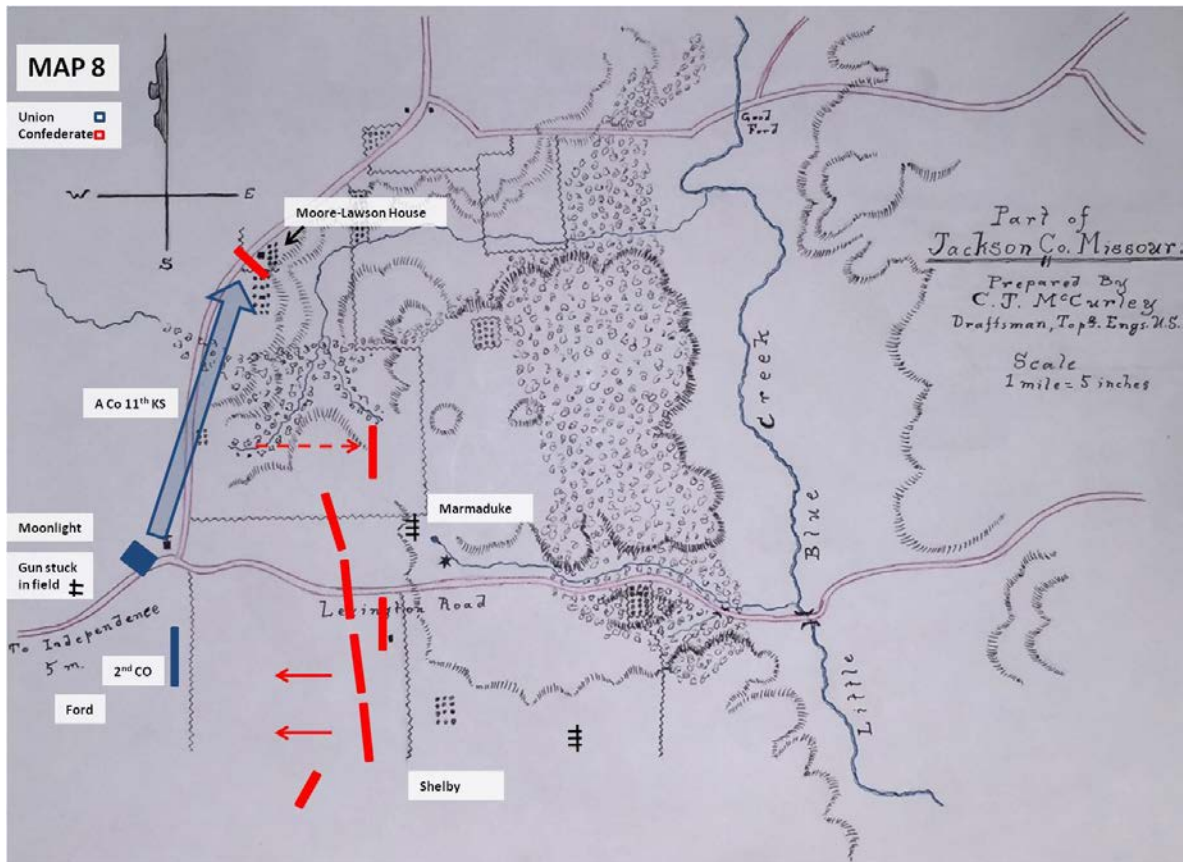 MAP 8
Union
Confederate
W
E
S
Moore-Lawson House
Good
Ford
Part of
Jackson Co. Missouri
Prepared By
C. J. McCurley
Draftsman, Top'l. Engs. U.S.
Scale
1 mile = 5 inches
A Co 11th KS
Creek
Blue
Little
Marmaduke
Moonlight
Gun stuck
in field
Lexington Road
To Independence
5 m.
2nd CO
Ford
Shelby